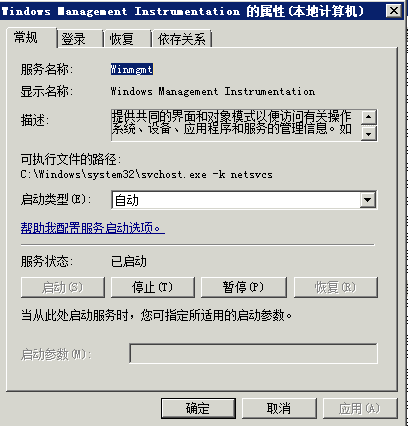 Windows Management Instrumentation 的属性(本地计算机)
常规 登录 恢复 依存关系
服务名称: Winmgmt
显示名称: Windows Management Instrumentation
描述: 提供共同的界面和对象模式以便访问有关操作
系统、设备、应用程序和服务的管理信息。如
可执行文件的路径:
C:\Windows\system32\svchost.exe -k netsvcs
启动类型(E): 自动
帮助我配置服务启动选项。
服务状态: 已启动
启动(S) 停止(T) 暂停(P) 恢复(R)
当从此处启动服务时，您可指定所适用的启动参数。
启动参数(M):
确定 取消 应用(A)